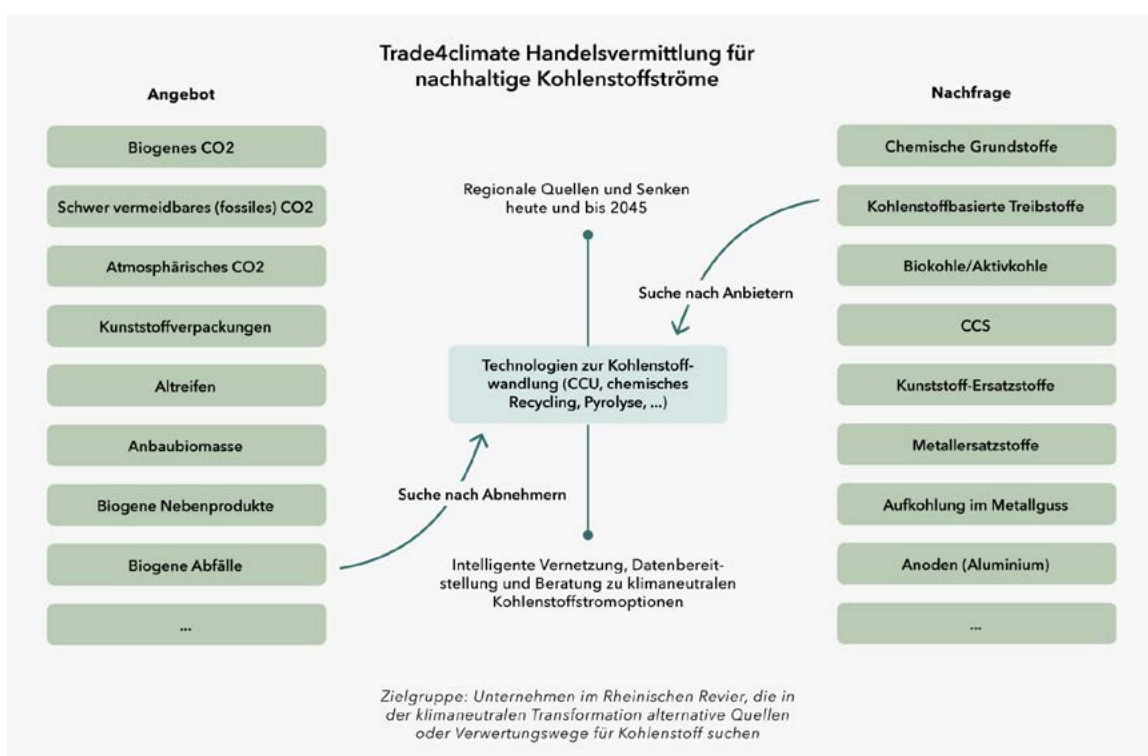 Trade4climate Handelsvermittlung für
nachhaltige Kohlenstoffströme
Angebot
Biogenes CO2
Schwer vermeidbares (fossiles) CO2
Atmosphärisches CO2
Kunststoffverpackungen
Altreifen
Anbaubiomasse
Biogene Nebenprodukte
Biogene Abfälle
...
Regionale Quellen und Senken
heute und bis 2045
Suche nach Anbietern
Technologien zur Kohlenstoff-
wandlung (CCU, chemisches
Recycling, Pyrolyse, ...)
Suche nach Abnehmern
Intelligente Vernetzung, Datenbereit-
stellung und Beratung zu klimaneutralen
Kohlenstoffstromoptionen
Nachfrage
Chemische Grundstoffe
Kohlenstoffbasierte Treibstoffe
Biokohle/Aktivkohle
CCS
Kunststoff-Ersatzstoffe
Metallersatzstoffe
Aufkohlung im Metallguss
Anoden (Aluminium)
...
Zielgruppe: Unternehmen im Rheinischen Revier, die in
der klimaneutralen Transformation alternative Quellen
oder Verwertungswege für Kohlenstoff suchen